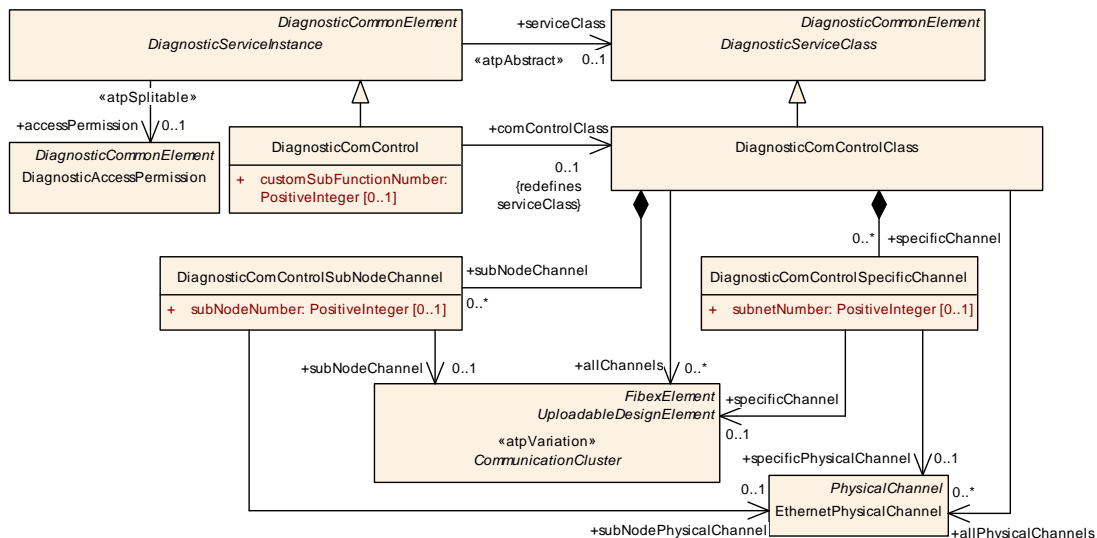 DiagnosticCommonElement
DiagnosticServiceInstance
+serviceClass
«atpAbstract»
0..1
DiagnosticCommonElement
DiagnosticServiceClass
«atpSplitable»
+accessPermission
0..1
DiagnosticCommonElement
DiagnosticAccessPermission
DiagnosticComControl
+ customSubFunctionNumber:
PositiveInteger [0..1]
+comControlClass
0..1
{redefines
serviceClass}
DiagnosticComControlClass
0..*
+specificChannel
DiagnosticComControlSubNodeChannel
+ subNodeNumber: PositiveInteger [0..1]
+subNodeChannel
0..*
DiagnosticComControlSpecificChannel
+ subnetNumber: PositiveInteger [0..1]
+subNodeChannel
0..1
+allChannels
0..*
FibexElement
UploadableDesignElement
«atpVariation»
CommunicationCluster
+specificChannel
0..1
+specificPhysicalChannel
0..1
0..1
PhysicalChannel
EthernetPhysicalChannel
0..*
+subNodePhysicalChannel
+allPhysicalChannels